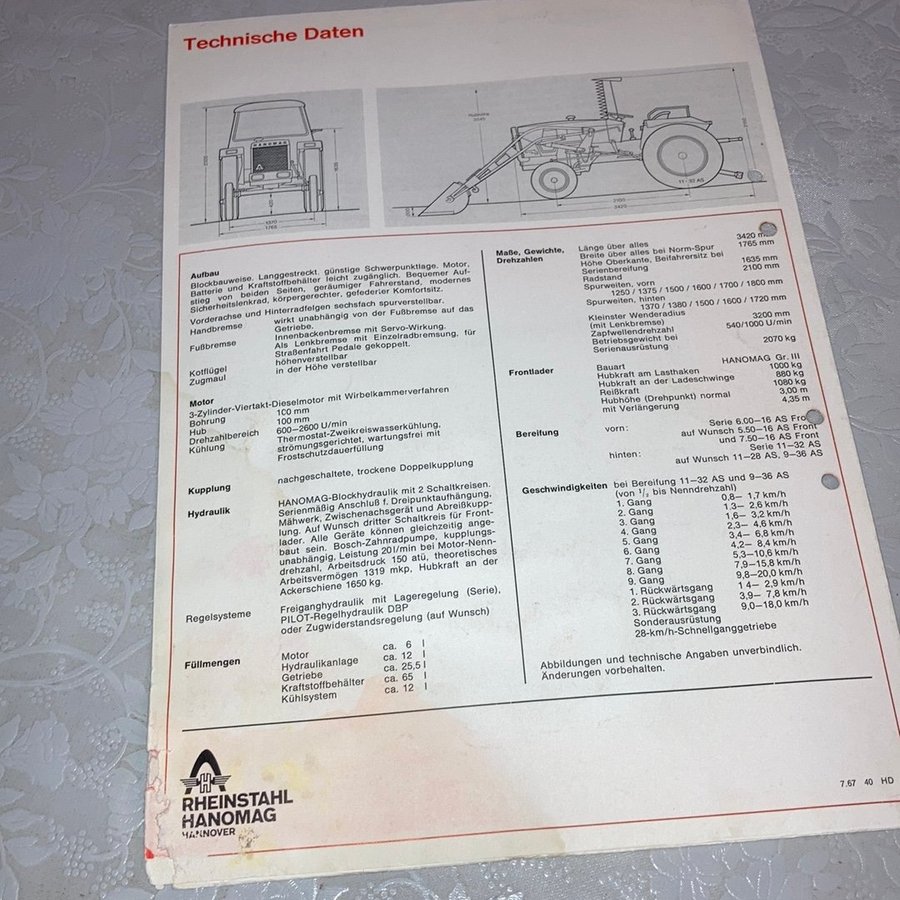 Technische Daten
HANOMAG
1370
1765
11-32 AS
2100
3420
Aufbau
Blockbauweise. Langgestreckt. günstige Schwerpunktlage. Motor,
Batterie und Kraftstoffbehälter leicht zugänglich. Bequemer Auf-
stieg von beiden Seiten, geräumiger Fahrerstand, modernes
Sicherheitslenkrad, körpergerechter, gefederter Komfortsitz.
Vorderachse und Hinterradfelgen sechsfach spurverstellbar.
Handbremse wirkt unabhängig von der Fußbremse auf das
Getriebe.
Fußbremse Innenbackenbremse mit Servo-Wirkung.
Als Lenkbremse mit Einzelradbremsung, für
Straßenfahrt Pedale gekoppelt.
Kotflügel höhenverstellbar
Zugmaul in der Höhe verstellbar
Motor
3-Zylinder-Viertakt-Dieselmotor mit Wirbelkammerverfahren
Bohrung 100 mm
Hub 100 mm
Drehzahlbereich 600–2600 U/min
Kühlung Thermostat-Zweikreiswasserkühlung,
strömungsgerichtet, wartungsfrei mit
Frostschutzdauerfüllung
Kupplung nachgeschaltete, trockene Doppelkupplung
Hydraulik HANOMAG-Blockhydraulik mit 2 Schaltkreisen.
Serienmäßig Anschluß f. Dreipunktaufhängung,
Mähwerk, Zwischenachsgerät und Abreißkupp-
lung. Auf Wunsch dritter Schaltkreis für Front-
lader. Alle Geräte können gleichzeitig ange-
baut sein. Bosch-Zahnradpumpe, kupplungs-
unabhängig. Leistung 20 l/min bei Motor-Nenn-
drehzahl, Arbeitsdruck 150 atü, theoretisches
Arbeitsvermögen 1319 mkp, Hubkraft an der
Ackerschiene 1650 kg.
Regelsysteme Freiganghydraulik mit Lageregelung (Serie),
PILOT-Regelhydraulik DBP
oder Zugwiderstandsregelung (auf Wunsch)
Füllmengen Motor ca. 6 l
Hydraulikanlage ca. 12 l
Getriebe ca. 25,5 l
Kraftstoffbehälter ca. 65 l
Kühlsystem ca. 12 l
Maße, Gewichte, Drehzahlen
Länge über alles 3420
Breite über alles bei Norm-Spur 1765 mm
Höhe Oberkante, Beifahrersitz bei
Serienbereifung 1635 mm
Radstand 2100 mm
Spurweiten, vorn
1250 / 1375 / 1500 / 1600 / 1700 / 1800 mm
Spurweiten, hinten
1370 / 1380 / 1500 / 1600 / 1720 mm
Kleinster Wenderadius
(mit Lenkbremse) 3200 mm
Zapfwellendrehzahl 540/1000 U/min
Betriebsgewicht bei
Serienausrüstung 2070 kg
Frontlader Bauart HANOMAG Gr. III
Hubkraft am Lasthaken 1000 kg
Hubkraft an der Ladeschwinge 880 kg
Reißkraft 1080 kg
Hubhöhe (Drehpunkt) normal 3,00 m
mit Verlängerung 4,35 m
Bereifung vorn: Serie 6.00–16 AS
auf Wunsch 5.50–16 AS Front
und 7.50–16 AS Front
hinten: Serie 11–32 AS
auf Wunsch 11–28 AS, 9–36 AS
Geschwindigkeiten bei Bereifung 11–32 AS und 9–36 AS
(von bis Nenndrehzahl)
1. Gang 0,8– 1,7 km/h
2. Gang 1,3– 2,6 km/h
3. Gang 1,6– 3,2 km/h
4. Gang 2,3– 4,6 km/h
5. Gang 3,4– 6,8 km/h
6. Gang 4,2– 8,4 km/h
7. Gang 5,3–10,6 km/h
8. Gang 7,9–15,8 km/h
9. Gang 9,8–20,0 km/h
1. Rückwärtsgang 1 4– 2,9 km/h
2. Rückwärtsgang 3,9– 7,8 km/h
3. Rückwärtsgang 9,0–18,0 km/h
Sonderausrüstung
28-km/h-Schnellganggetriebe
Abbildungen und technische Angaben unverbindlich.
Änderungen vorbehalten.
RHEINSTAHL
HANOMAG
HANNOVER
7.67 40 HD